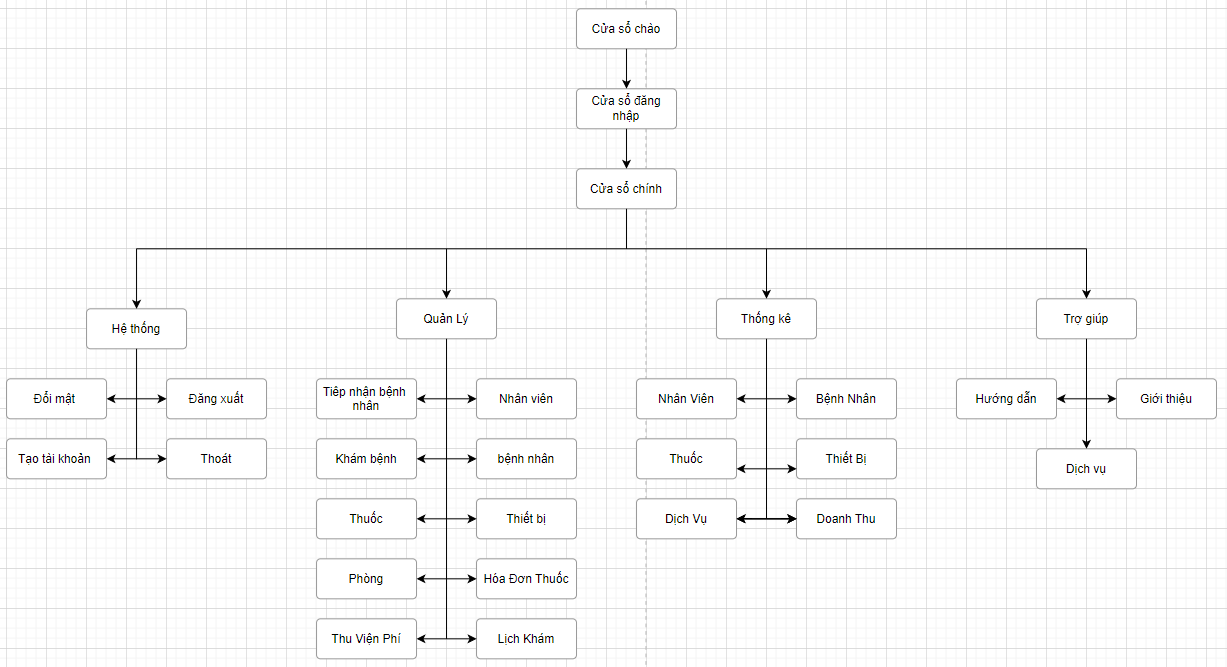 Cửa sổ chào
Cửa sổ đăng
nhập
Cửa sổ chính
Hệ thống
Quản Lý
Thống kê
Trợ giúp
Đổi mật
Đăng xuất
Tiếp nhận bệnh
nhân
Nhân viên
Nhân Viên
Bệnh Nhân
Hướng dẫn
Giới thiệu
Tạo tài khoản
Thoát
Khám bệnh
bệnh nhân
Thuốc
Thiết Bị
Dịch vụ
Thuốc
Thiết bị
Dịch Vụ
Doanh Thu
Phòng
Hóa Đơn Thuốc
Thu Viện Phí
Lịch Khám